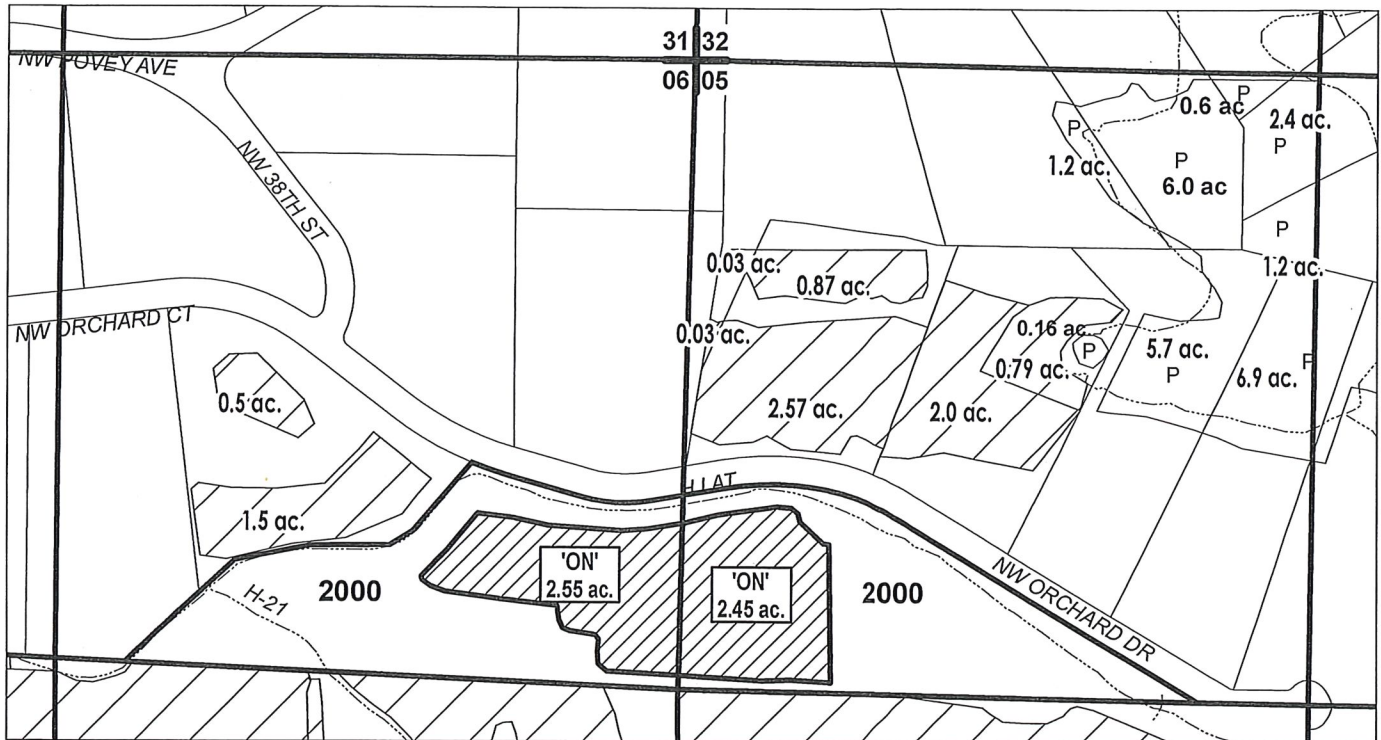 31 32
NW POVEY AVE
06 05
0.6 ac
P
2.4 ac.
P
P
1.2 ac.
P
6.0 ac
NW 38TH ST
P
1.2 ac.
0.03 ac.
0.87 ac.
NW ORCHARD CT
0.03 ac.
0.16 ac.
P
0.79 ac.
5.7 ac.
P
6.9 ac.
P
0.5 ac.
2.57 ac.
2.0 ac.
LAT
1.5 ac.
'ON'
2.55 ac.
'ON'
2.45 ac.
2000
2000
H-21
NW ORCHARD DR